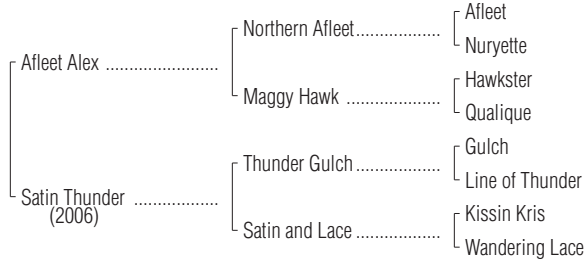 Afleet
Northern Afleet....................
Nuryette
Afleet Alex ........................
Hawkster
Maggy Hawk ......................
Qualique
Gulch
Thunder Gulch ....................
Line of Thunder
Satin Thunder ..................
(2006)
Kissin Kris
Satin and Lace....................
Wandering Lace